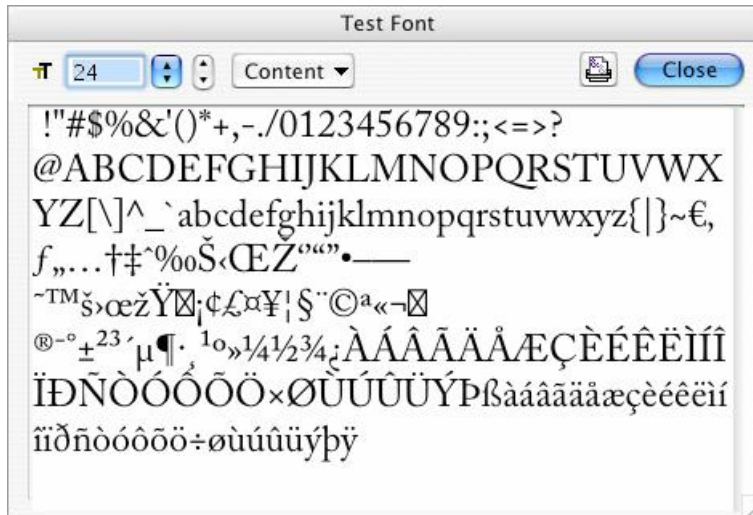 Test Font
24 Content Close
!"#$%&'()*+,-./0123456789:;<=>?
@ABCDEFGHIJKLMNOPQRSTUVWX
YZ[\]^_`abcdefghijklmnopqrstuvwxyz{|}~€‚
ƒ„…†‡ˆ‰Š‹ŒŽ‘’“”•–—
˜™š›œžŸ¡¢£¤¥¦§¨©ª«¬
®¯°±²³´µ¶·¸¹º»¼½¾¿ÀÁÂÃÄÅÆÇÈÉÊËÌÍÎ
ÏÐÑÒÓÔÕÖ×ØÙÚÛÜÝÞßàáâãäåæçèéêëìí
îïðñòóôõö÷øùúûüýþÿ